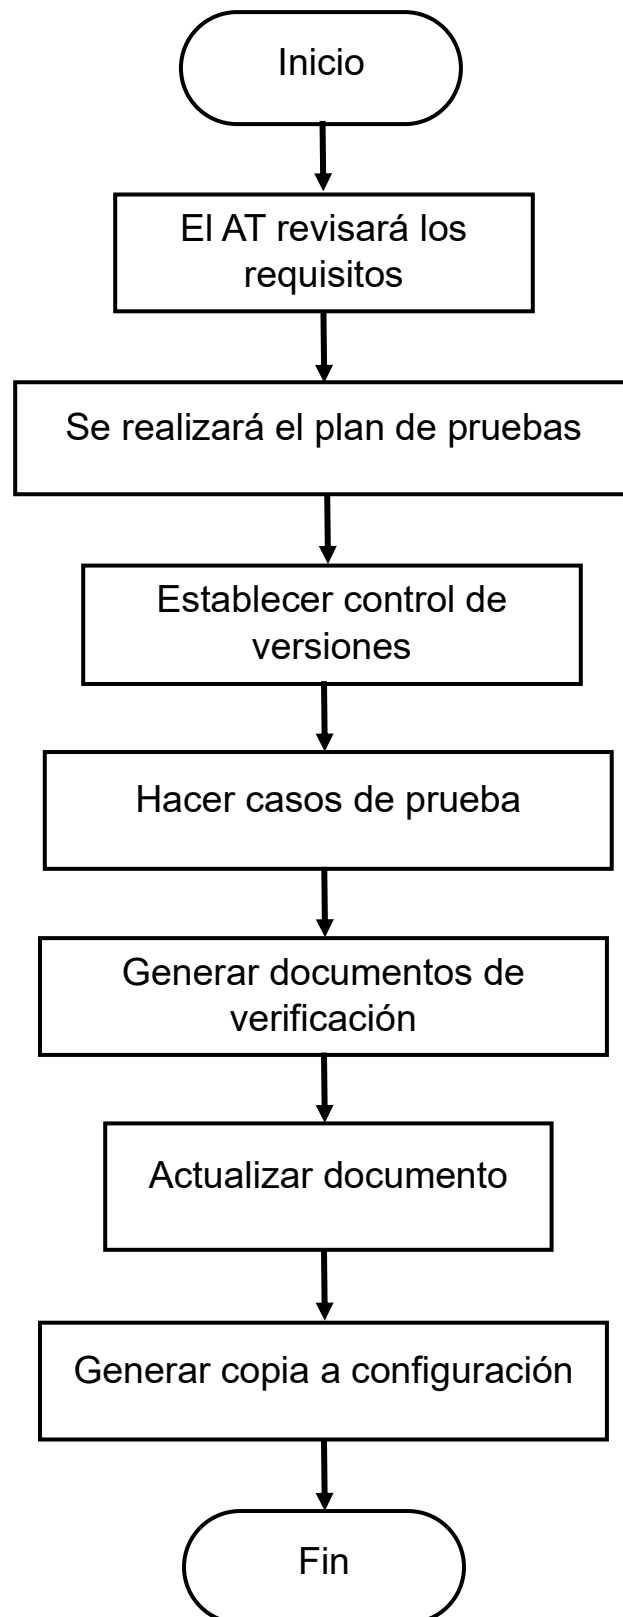 Inicio
El AT revisará los
requisitos
Se realizará el plan de pruebas
Establecer control de
versiones
Hacer casos de prueba
Generar documentos de
verificación
Actualizar documento
Generar copia a configuración
Fin